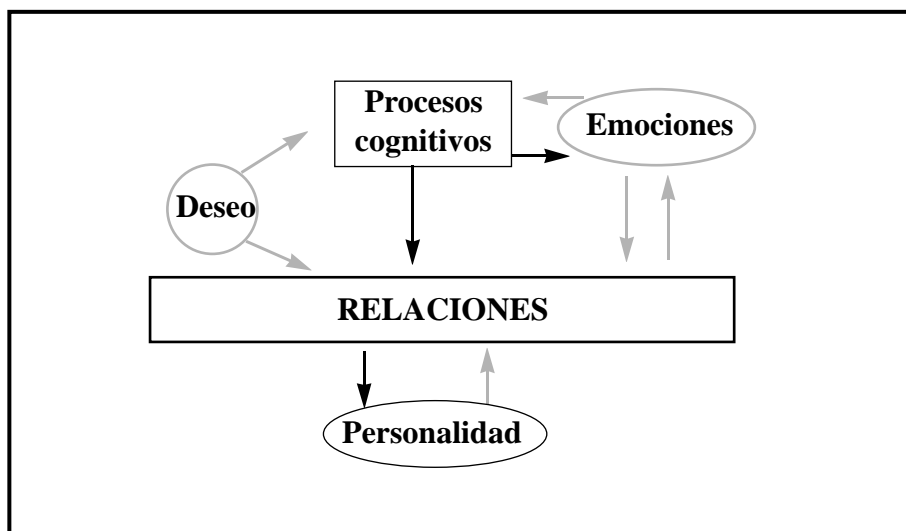 Procesos
cognitivos
Emociones
Deseo
RELACIONES
Personalidad